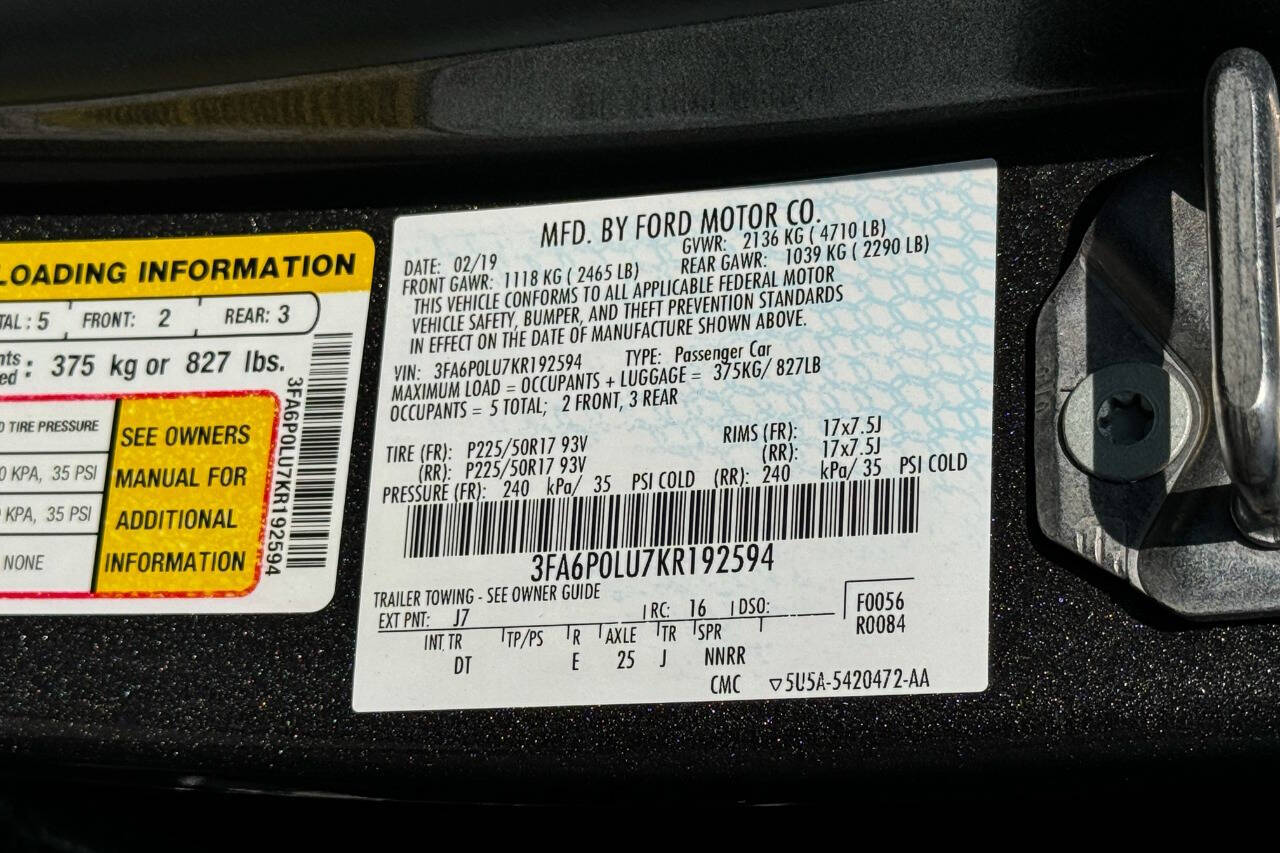 LOADING INFORMATION
TAL: 5 FRONT: 2 REAR: 3
375 kg or 827 lbs.
TIRE PRESSURE
KPA, 35 PSI
KPA, 35 PSI
NONE
SEE OWNERS
MANUAL FOR
ADDITIONAL
INFORMATION
3FA6P0LU7KR192594
MFD. BY FORD MOTOR CO.
DATE: 02/19 GVWR: 2136 KG ( 4710 LB)
FRONT GAWR: 1118 KG ( 2465 LB) REAR GAWR: 1039 KG ( 2290 LB)
THIS VEHICLE CONFORMS TO ALL APPLICABLE FEDERAL MOTOR
VEHICLE SAFETY, BUMPER, AND THEFT PREVENTION STANDARDS
IN EFFECT ON THE DATE OF MANUFACTURE SHOWN ABOVE.
VIN: 3FA6P0LU7KR192594 TYPE: Passenger Car
MAXIMUM LOAD = OCCUPANTS + LUGGAGE = 375KG/ 827LB
OCCUPANTS = 5 TOTAL; 2 FRONT, 3 REAR
TIRE (FR): P225/50R17 93V RIMS (FR): 17x7.5J
(RR): P225/50R17 93V (RR): 17x7.5J
PRESSURE (FR): 240 kPa/ 35 PSI COLD (RR): 240 kPa/ 35 PSI COLD
3FA6P0LU7KR192594
TRAILER TOWING - SEE OWNER GUIDE
EXT PNT: J7 RC: 16 DSO: F0056
R0084
INT TR TP/PS R AXLE TR SPR
DT E 25 J NNRR
CMC ▽5U5A-5420472-AA